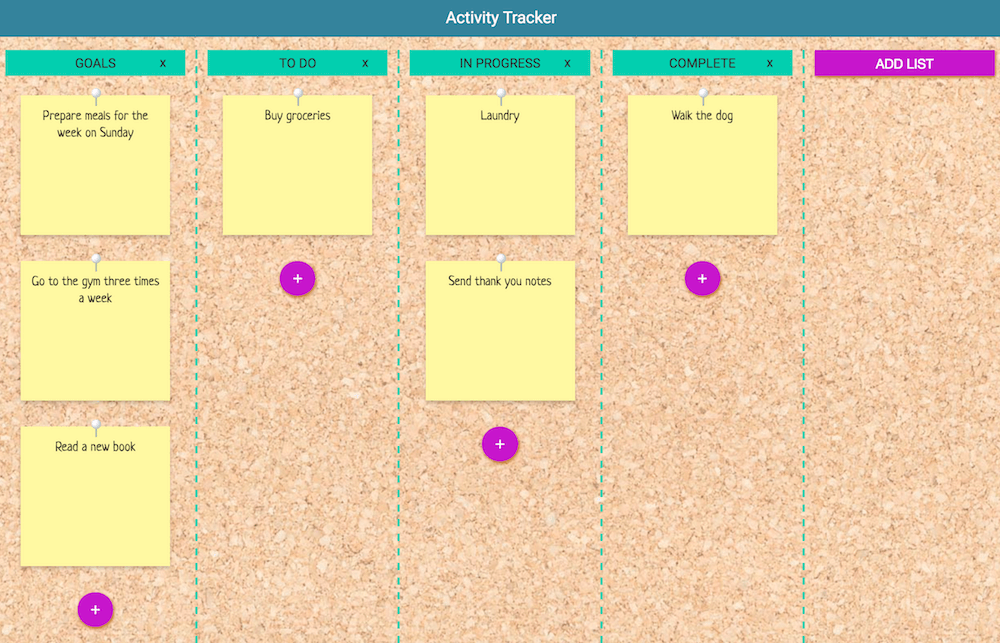 Activity Tracker
GOALS x
TO DO x
IN PROGRESS x
COMPLETE x
ADD LIST
Prepare meals for the
week on Sunday
Buy groceries
Laundry
Walk the dog
Go to the gym three times
a week
+
Send thank you notes
+
Read a new book
+
+